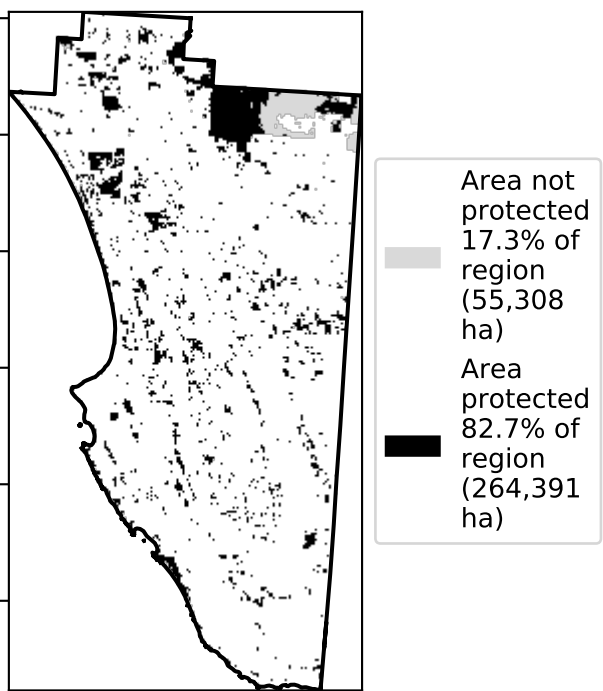 Area not
protected
17.3% of
region
(55,308
ha)
Area
protected
82.7% of
region
(264,391
ha)